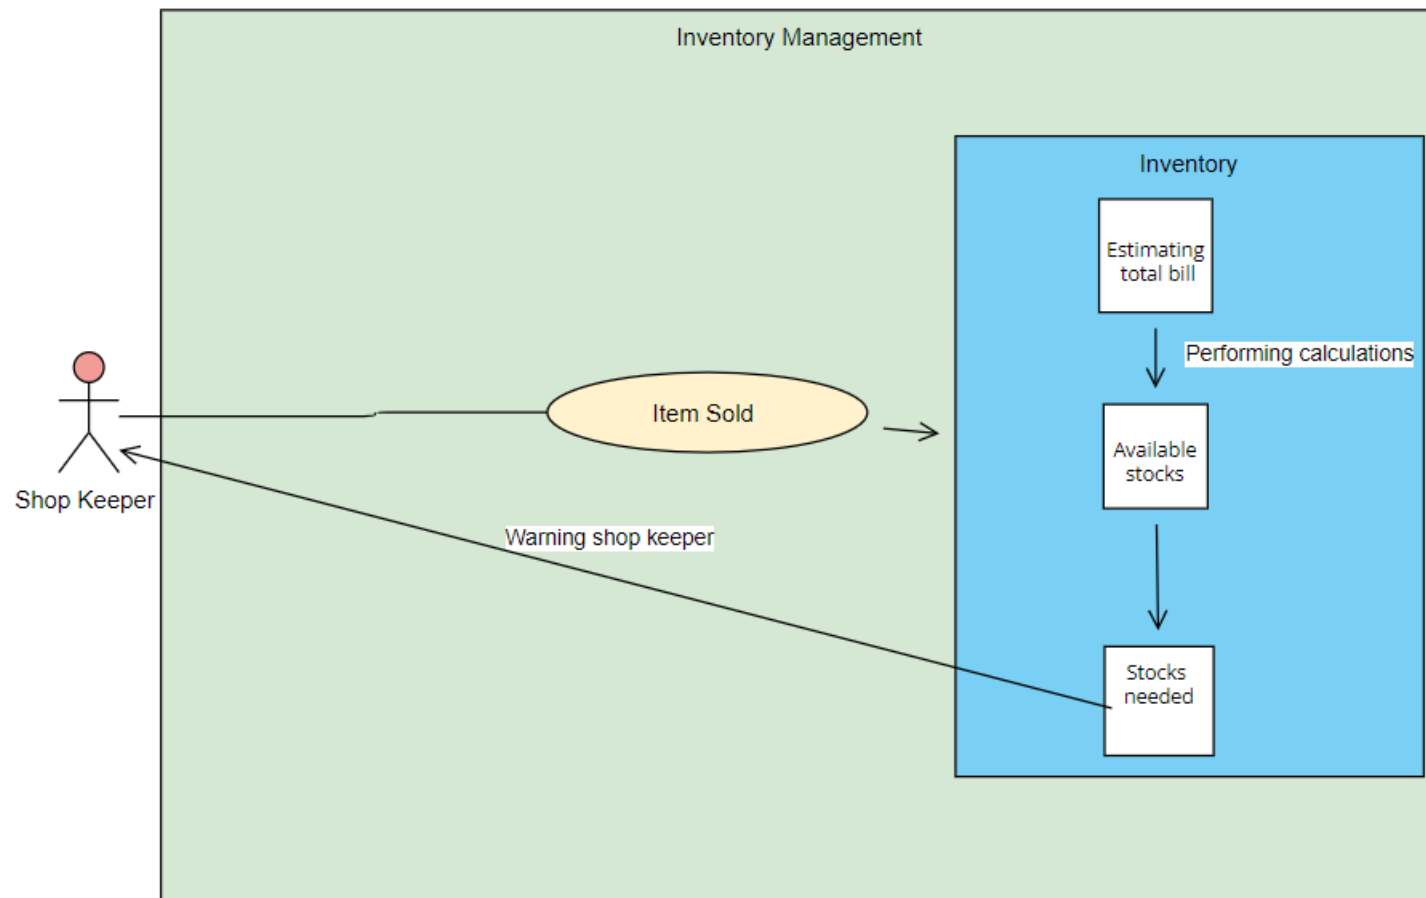 Inventory Management
Inventory
Estimating
total bill
Performing calculations
Item Sold
Available
stocks
Shop Keeper
Warning shop keeper
Stocks
needed